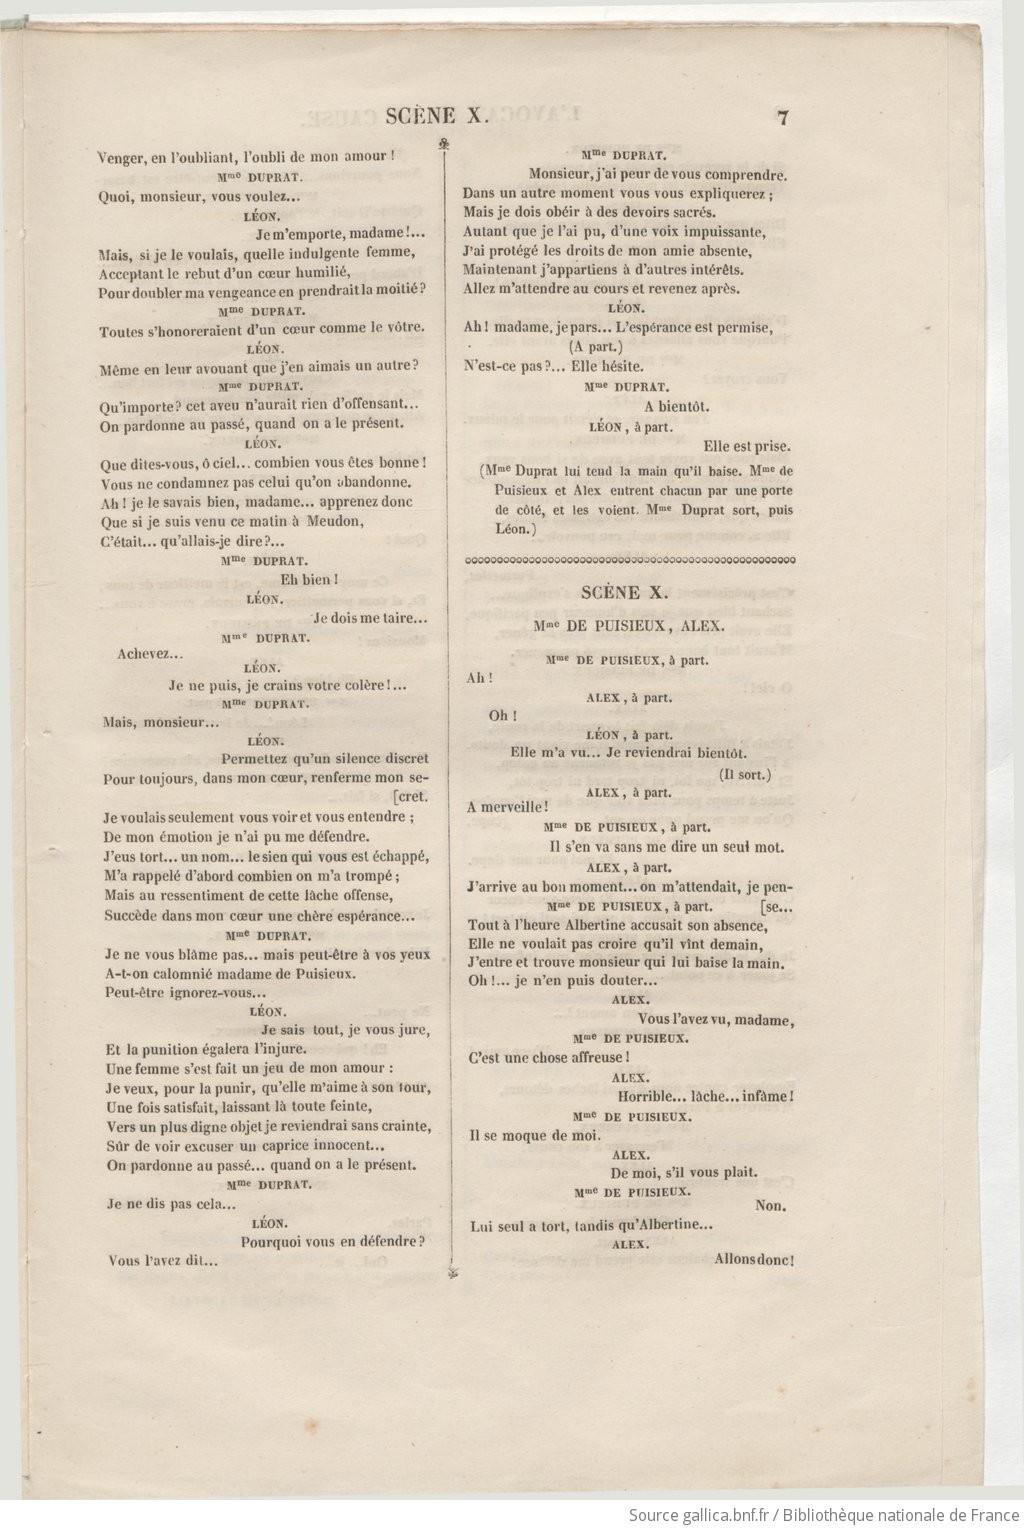 SCÈNE X. 7
Venger, en l'oubliant, l'oubli de mon amour !
Mme DUPRAT.
Quoi, monsieur, vous voulez...
LÉON.
Je m'emporte, madame !...
Mais, si je le voulais, quelle indulgente femme,
Acceptant le rebut d'un cœur humilié,
Pour doubler ma vengeance en prendrait la moitié ?
Mme DUPRAT.
Toutes s'honoreraient d'un cœur comme le vôtre.
LÉON.
Même en leur avouant que j'en aimais un autre ?
Mme DUPRAT.
Qu'importe ? cet aveu n'aurait rien d'offensant...
On pardonne au passé, quand on a le présent.
LÉON.
Que dites-vous, ô ciel... combien vous êtes bonne !
Vous ne condamnez pas celui qu'on abandonne.
Ah ! je le savais bien, madame... apprenez donc
Que si je suis venu ce matin à Meudon,
C'était... qu'allais-je dire ?...
Mme DUPRAT.
Eh bien !
LÉON.
Je dois me taire...
Mme DUPRAT.
Achevez...
LÉON.
Je ne puis, je crains votre colère !...
Mme DUPRAT.
Mais, monsieur...
LÉON.
Permettez qu'un silence discret
Pour toujours, dans mon cœur, renferme mon se-
[cret.
Je voulais seulement vous voir et vous entendre ;
De mon émotion je n'ai pu me défendre.
J'eus tort... un nom... le sien qui vous est échappé,
M'a rappelé d'abord combien on m'a trompé ;
Mais au ressentiment de cette lâche offense,
Succède dans mon cœur une chère espérance...
Mme DUPRAT.
Je ne vous blâme pas... mais peut-être à vos yeux
A-t-on calomnié madame de Puisieux.
Peut-être ignorez-vous...
LÉON.
Je sais tout, je vous jure,
Et la punition égalera l'injure.
Une femme s'est fait un jeu de mon amour :
Je veux, pour la punir, qu'elle m'aime à son tour,
Une fois satisfait, laissant là toute feinte,
Vers un plus digne objet je reviendrai sans crainte,
Sûr de voir excuser un caprice innocent...
On pardonne au passé... quand on a le présent.
Mme DUPRAT.
Je ne dis pas cela...
LÉON.
Pourquoi vous en défendre ?
Vous l'avez dit...
Mme DUPRAT.
Monsieur, j'ai peur de vous comprendre.
Dans un autre moment vous vous expliquerez ;
Mais je dois obéir à des devoirs sacrés.
Autant que je l'ai pu, d'une voix impuissante,
J'ai protégé les droits de mon amie absente,
Maintenant j'appartiens à d'autres intérêts.
Allez m'attendre au cours et revenez après.
LÉON.
Ah ! madame, je pars... L'espérance est permise,
(A part.)
N'est-ce pas ?... Elle hésite.
Mme DUPRAT.
A bientôt.
LÉON, à part.
Elle est prise.
(Mme Duprat lui tend la main qu'il baise. Mme de
Puisieux et Alex entrent chacun par une porte
de côté, et les voient. Mme Duprat sort, puis
Léon.)
SCÈNE X.
Mme DE PUISIEUX, ALEX.
Mme DE PUISIEUX, à part.
Ah !
ALEX, à part.
Oh !
LÉON, à part.
Elle m'a vu... Je reviendrai bientôt.
(Il sort.)
ALEX, à part.
A merveille !
Mme DE PUISIEUX, à part.
Il s'en va sans me dire un seul mot.
ALEX, à part.
J'arrive au bon moment... on m'attendait, je pen-
Mme DE PUISIEUX, à part. [se...
Tout à l'heure Albertine accusait son absence,
Elle ne voulait pas croire qu'il vînt demain,
J'entre et trouve monsieur qui lui baise la main.
Oh !... je n'en puis douter...
ALEX.
Vous l'avez vu, madame,
Mme DE PUISIEUX.
C'est une chose affreuse !
ALEX.
Horrible... lâche... infâme !
Mme DE PUISIEUX.
Il se moque de moi.
ALEX.
De moi, s'il vous plait.
Mme DE PUISIEUX.
Non.
Lui seul a tort, tandis qu'Albertine...
ALEX.
Allons donc !
Source gallica.bnf.fr / Bibliothèque nationale de France